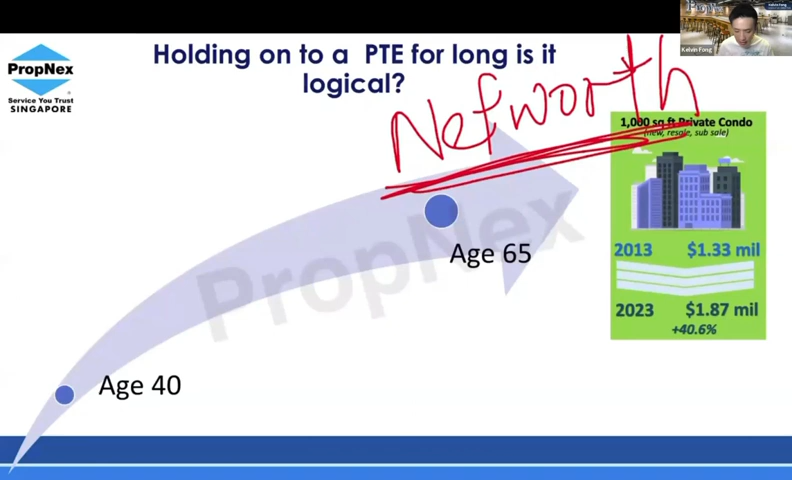 PropNex
Service You Trust
SINGAPORE
Holding on to a PTE for long is it
logical?
Kelvin Fong
Networth
1,000 sq ft Private Condo
(new, resale, sub sale)
2013 $1.33 mil
2023 $1.87 mil
+40.6%
PropNex
Age 65
Age 40